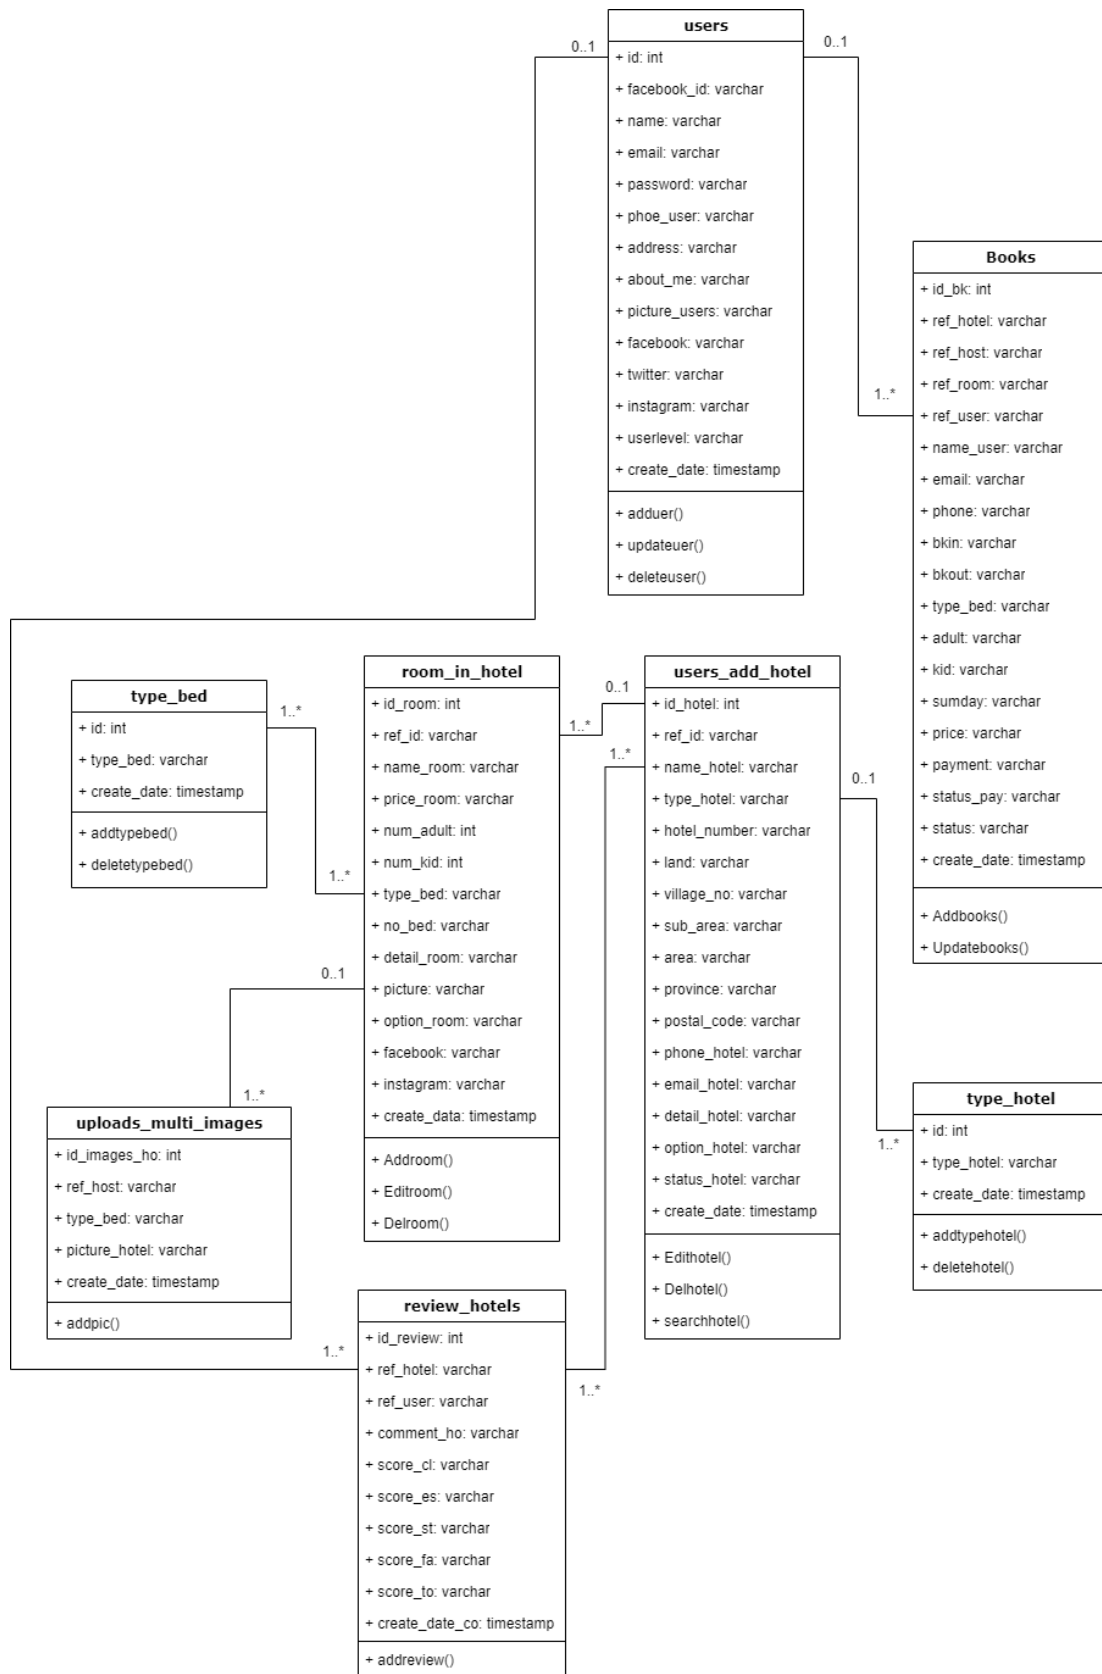 users
+ id: int
+ facebook_id: varchar
+ name: varchar
+ email: varchar
+ password: varchar
+ phoe_user: varchar
+ address: varchar
+ about_me: varchar
+ picture_users: varchar
+ facebook: varchar
+ twitter: varchar
+ instagram: varchar
+ userlevel: varchar
+ create_date: timestamp
+ aduer()
+ updateuer()
+ deleteuser()
0..1
0..1
1..*
Books
+ id_bk: int
+ ref_hotel: varchar
+ ref_host: varchar
+ ref_room: varchar
+ ref_user: varchar
+ name_user: varchar
+ email: varchar
+ phone: varchar
+ bkin: varchar
+ bkout: varchar
+ type_bed: varchar
+ adult: varchar
+ kid: varchar
+ sumday: varchar
+ price: varchar
+ payment: varchar
+ status_pay: varchar
+ status: varchar
+ create_date: timestamp
+ Addbooks()
+ Updatebooks()
type_bed
+ id: int
+ type_bed: varchar
+ create_date: timestamp
+ addtypebed()
+ deletetypebed()
1..*
1..*
room_in_hotel
+ id_room: int
+ ref_id: varchar
+ name_room: varchar
+ price_room: varchar
+ num_adult: int
+ num_kid: int
+ type_bed: varchar
+ no_bed: varchar
+ detail_room: varchar
+ picture: varchar
+ option_room: varchar
+ facebook: varchar
+ instagram: varchar
+ create_data: timestamp
+ Addroom()
+ Editroom()
+ Delroom()
0..1
1..*
1..*
users_add_hotel
+ id_hotel: int
+ ref_id: varchar
+ name_hotel: varchar
+ type_hotel: varchar
+ hotel_number: varchar
+ land: varchar
+ village_no: varchar
+ sub_area: varchar
+ area: varchar
+ province: varchar
+ postal_code: varchar
+ phone_hotel: varchar
+ email_hotel: varchar
+ detail_hotel: varchar
+ option_hotel: varchar
+ status_hotel: varchar
+ create_date: timestamp
+ Edithotel()
+ Delhotel()
+ searchhotel()
0..1
1..*
type_hotel
+ id: int
+ type_hotel: varchar
+ create_date: timestamp
+ addtypehotel()
+ deletehotel()
0..1
1..*
uploads_multi_images
+ id_images_ho: int
+ ref_host: varchar
+ type_bed: varchar
+ picture_hotel: varchar
+ create_date: timestamp
+ addpic()
1..*
1..*
review_hotels
+ id_review: int
+ ref_hotel: varchar
+ ref_user: varchar
+ comment_ho: varchar
+ score_cl: varchar
+ score_es: varchar
+ score_st: varchar
+ score_fa: varchar
+ score_to: varchar
+ create_date_co: timestamp
+ addreview()